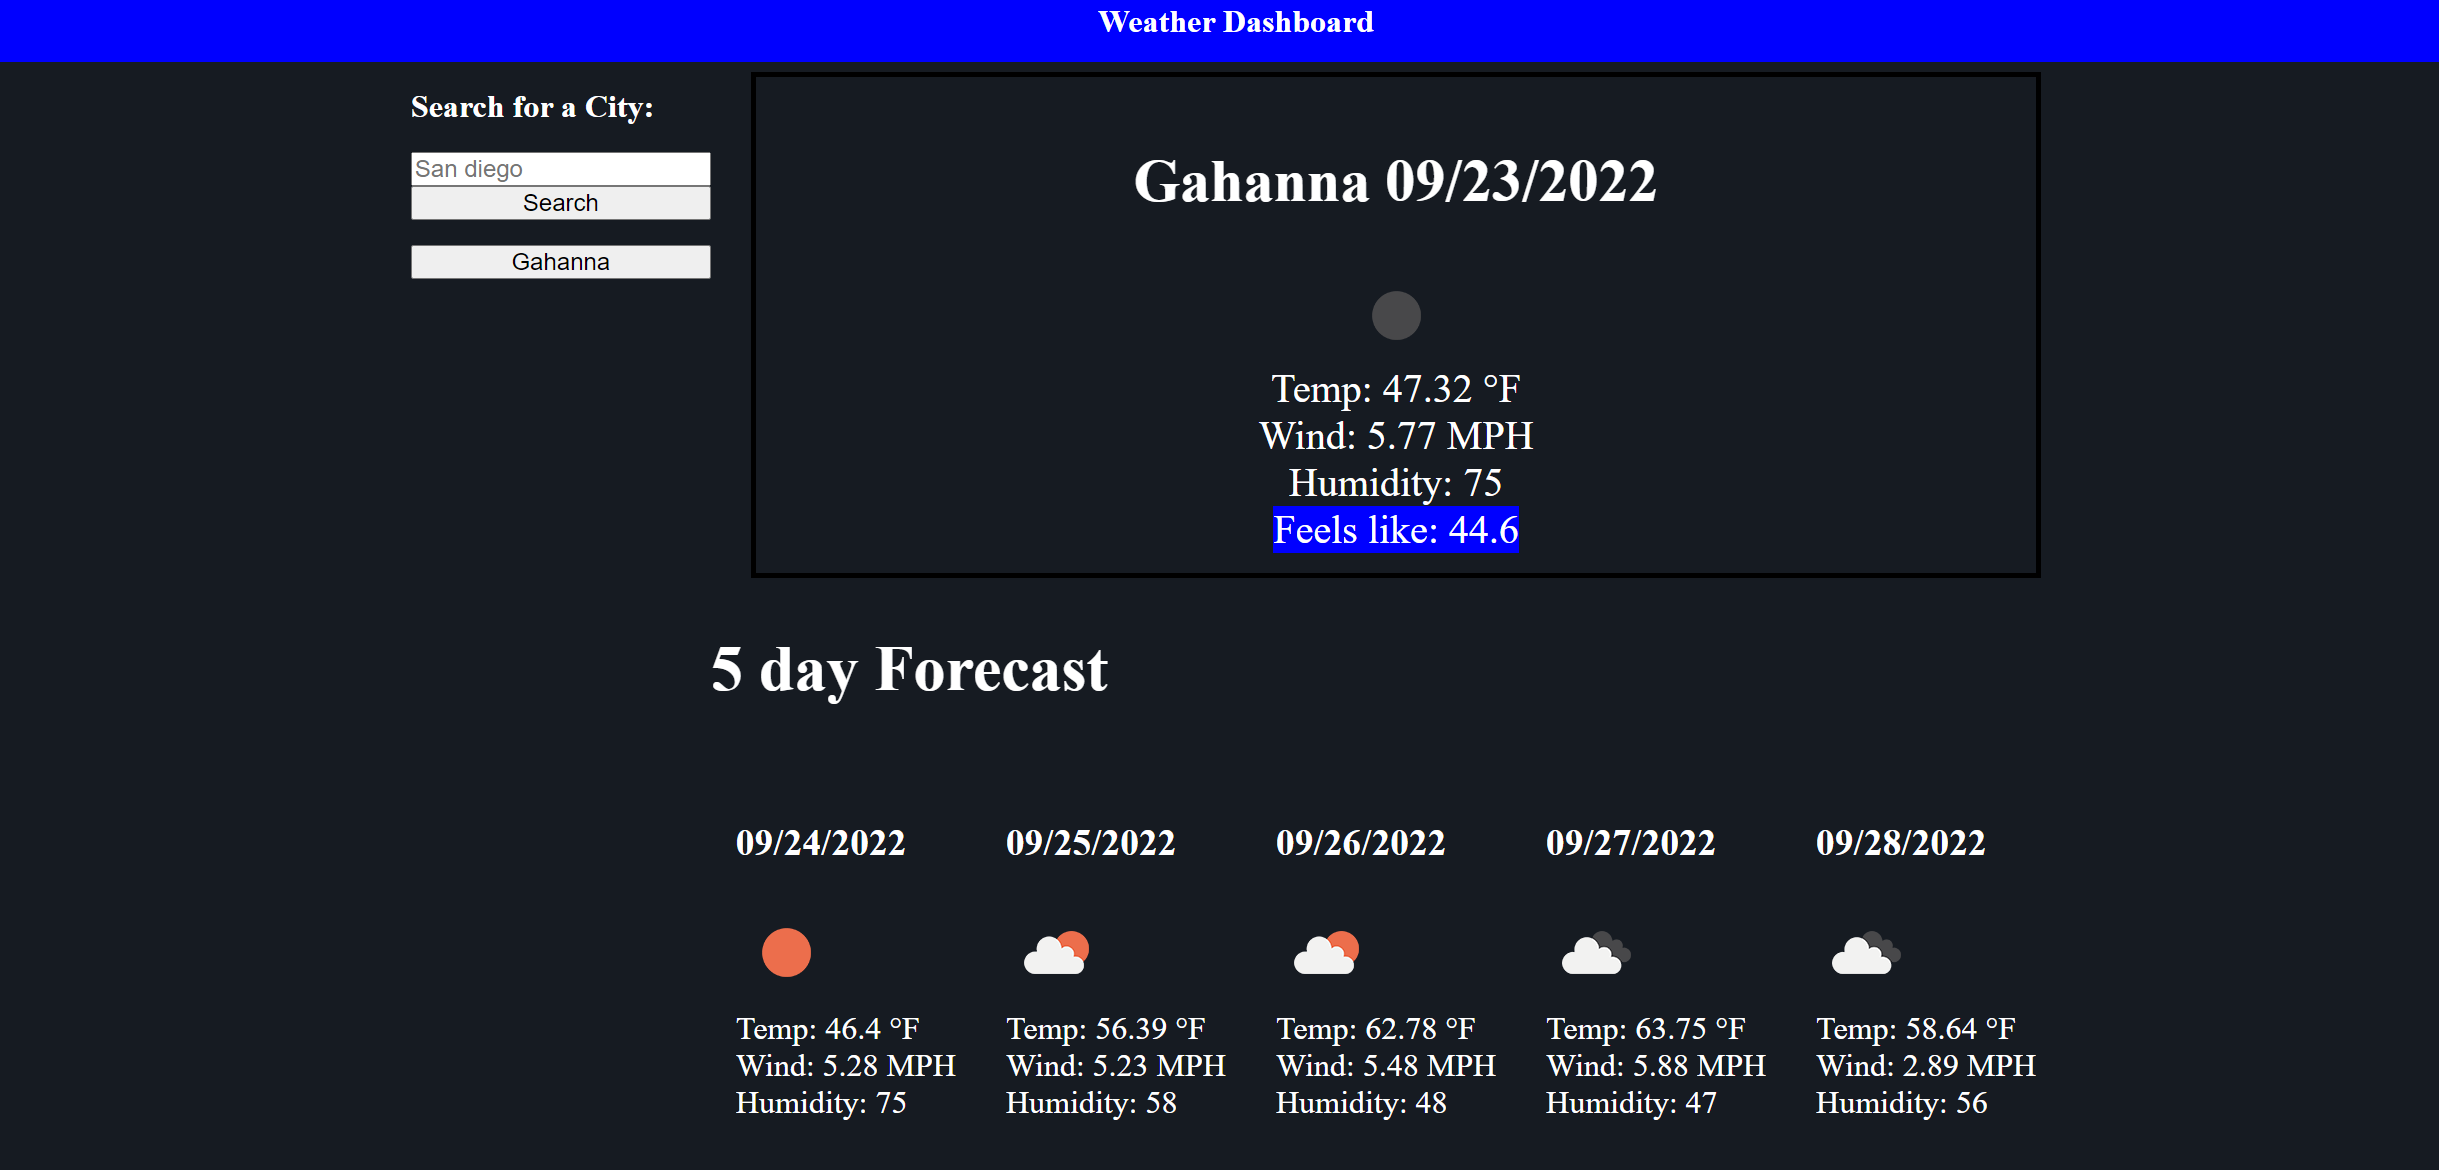 Weather Dashboard
Search for a City:
San diego
Search
Gahanna
Gahanna 09/23/2022
Temp: 47.32 °F
Wind: 5.77 MPH
Humidity: 75
Feels like: 44.6
5 day Forecast
09/24/2022
Temp: 46.4 °F
Wind: 5.28 MPH
Humidity: 75
09/25/2022
Temp: 56.39 °F
Wind: 5.23 MPH
Humidity: 58
09/26/2022
Temp: 62.78 °F
Wind: 5.48 MPH
Humidity: 48
09/27/2022
Temp: 63.75 °F
Wind: 5.88 MPH
Humidity: 47
09/28/2022
Temp: 58.64 °F
Wind: 2.89 MPH
Humidity: 56